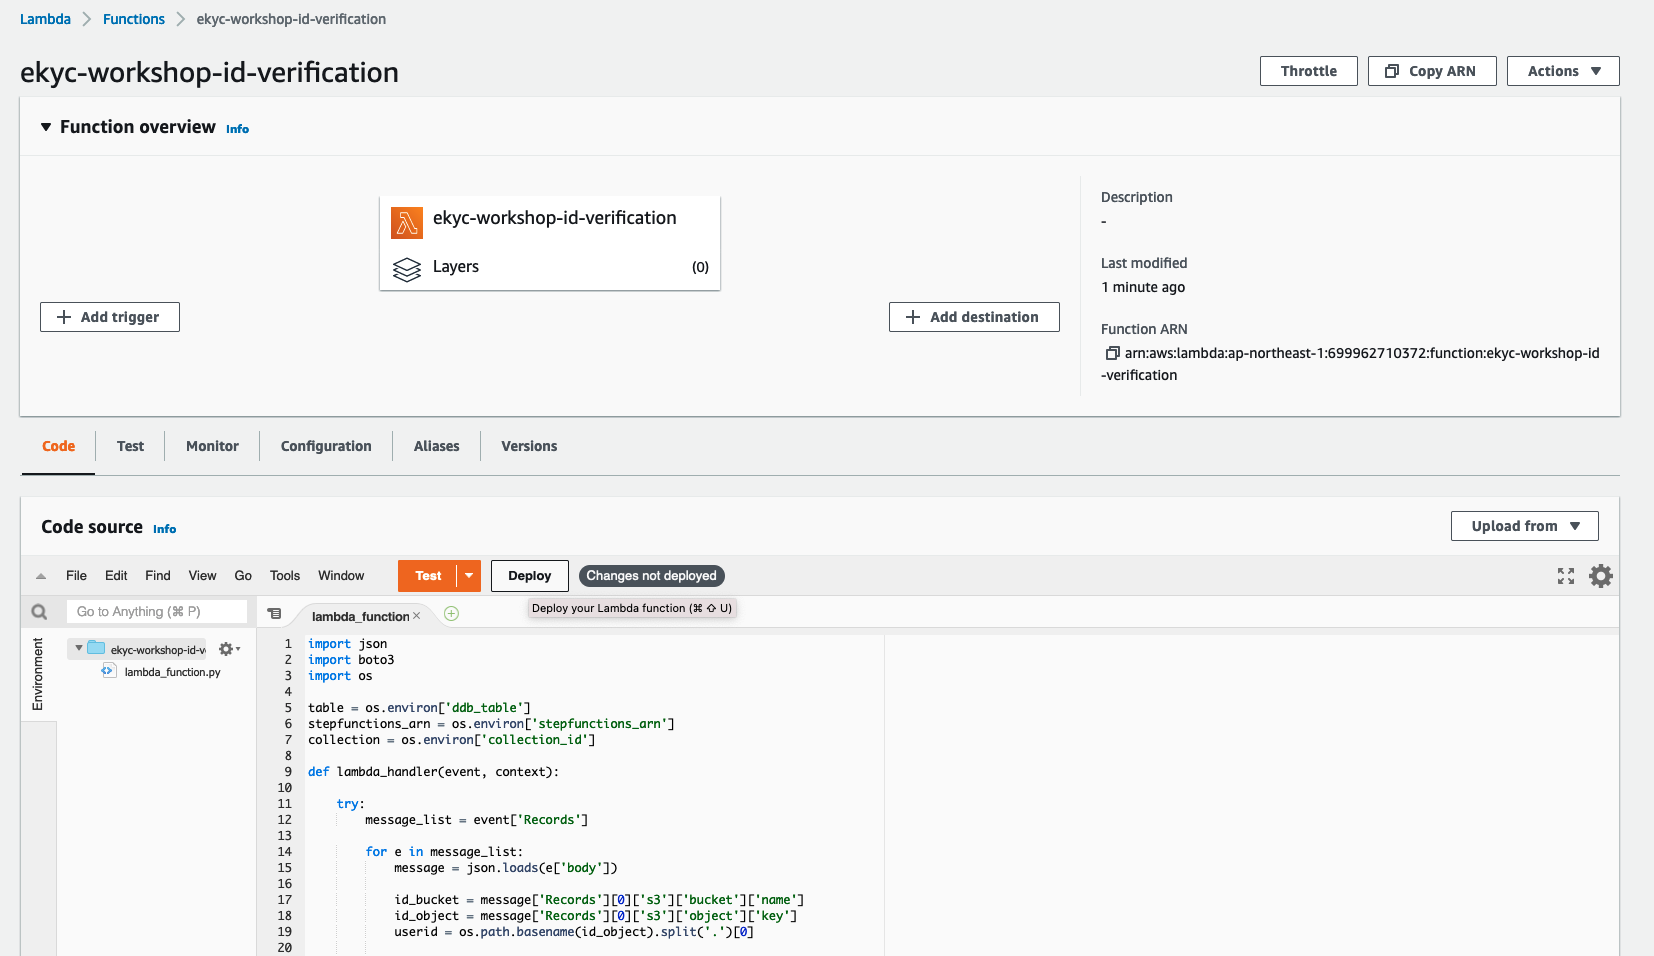 Lambda > Functions > ekyc-workshop-id-verification
ekyc-workshop-id-verification
Throttle
Copy ARN
Actions
Function overview Info
ekyc-workshop-id-verification
Layers (0)
Add trigger
Add destination
Description
-
Last modified
1 minute ago
Function ARN
arn:aws:lambda:ap-northeast-1:699962710372:function:ekyc-workshop-id
-verification
Code
Test
Monitor
Configuration
Aliases
Versions
Code source Info
Upload from
File Edit Find View Go Tools Window
Test
Deploy
Changes not deployed
Deploy your Lambda function (⌘ ⇧ U)
Go to Anything (⌘ P)
Environment
ekyc-workshop-id-v
lambda_function.py
lambda_function ×
1 import json
2 import boto3
3 import os
4
5 table = os.environ['ddb_table']
6 stepfunctions_arn = os.environ['stepfunctions_arn']
7 collection = os.environ['collection_id']
8
9 def lambda_handler(event, context):
10
11 try:
12 message_list = event['Records']
13
14 for e in message_list:
15 message = json.loads(e['body'])
16
17 id_bucket = message['Records'][0]['s3']['bucket']['name']
18 id_object = message['Records'][0]['s3']['object']['key']
19 userid = os.path.basename(id_object).split('.')[0]
20